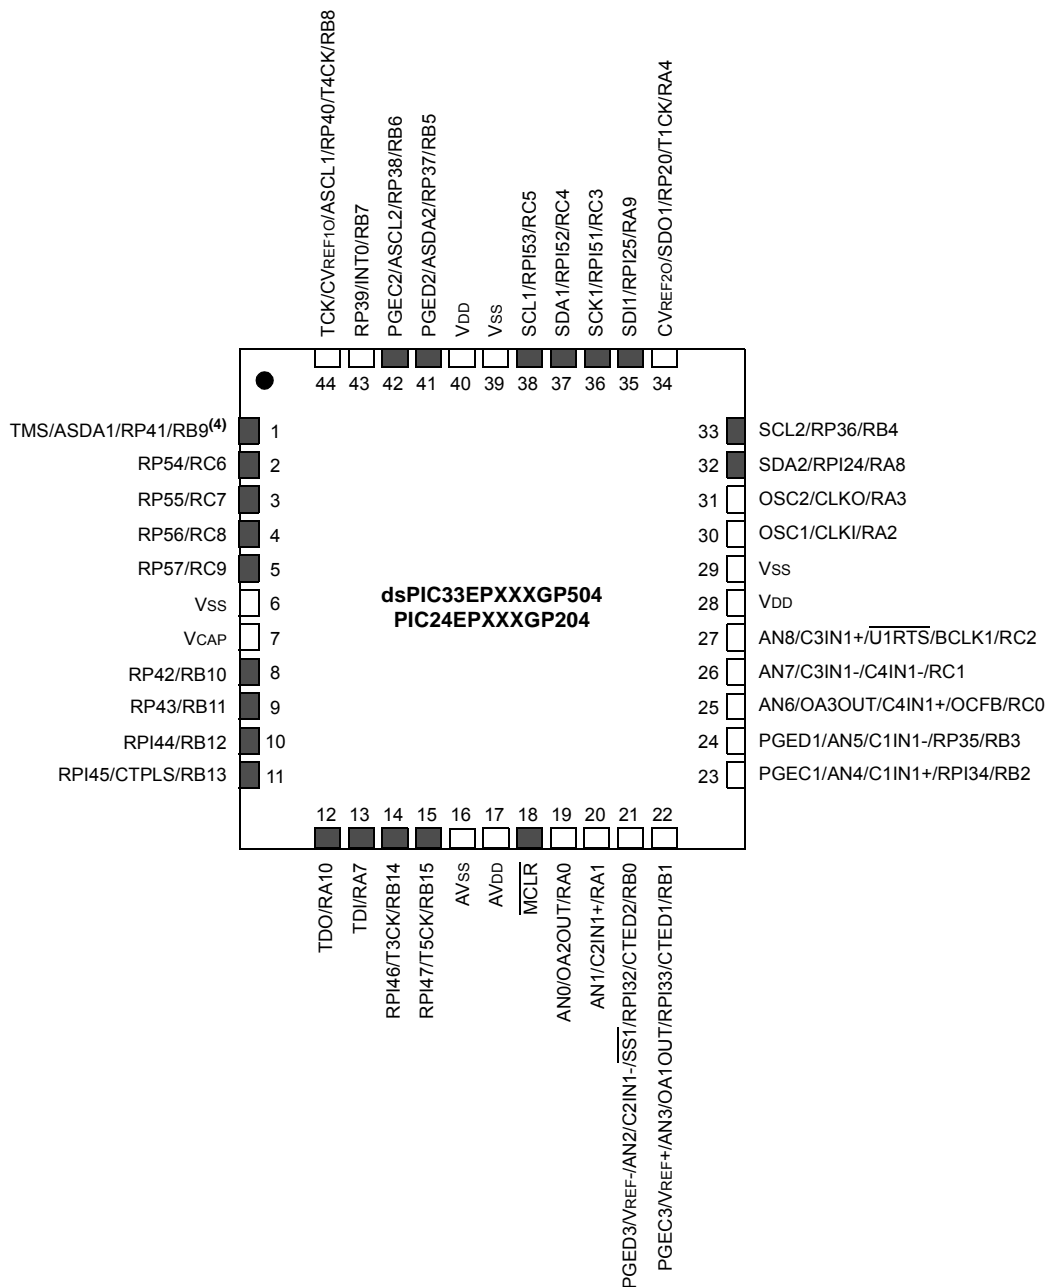 TCK/CVREF1O/ASCL1/RP40/T4CK/RB8
RP39/INT0/RB7
PGEC2/ASCL2/RP38/RB6
PGED2/ASDA2/RP37/RB5
VDD
VSS
SCL1/RPI53/RC5
SDA1/RPI52/RC4
SCK1/RPI51/RC3
SDI1/RPI25/RA9
CVREF2O/SDO1/RP20/T1CK/RA4
44 43 42 41 40 39 38 37 36 35 34
TMS/ASDA1/RP41/RB9(4) 1
RP54/RC6 2
RP55/RC7 3
RP56/RC8 4
RP57/RC9 5
VSS 6
VCAP 7
RP42/RB10 8
RP43/RB11 9
RPI44/RB12 10
RPI45/CTPLS/RB13 11
dsPIC33EPXXXGP504
PIC24EPXXXGP204
33 SCL2/RP36/RB4
32 SDA2/RPI24/RA8
31 OSC2/CLKO/RA3
30 OSC1/CLKI/RA2
29 VSS
28 VDD
27 AN8/C3IN1+/U1RTS/BCLK1/RC2
26 AN7/C3IN1-/C4IN1-/RC1
25 AN6/OA3OUT/C4IN1+/OCFB/RC0
24 PGED1/AN5/C1IN1-/RP35/RB3
23 PGEC1/AN4/C1IN1+/RPI34/RB2
12 13 14 15 16 17 18 19 20 21 22
TDO/RA10
TDI/RA7
RPI46/T3CK/RB14
RPI47/T5CK/RB15
AVSS
AVDD
MCLR
AN0/OA2OUT/RA0
AN1/C2IN1+/RA1
PGED3/VREF-/AN2/C2IN1-/SS1/RPI32/CTED2/RB0
PGEC3/VREF+/AN3/OA1OUT/RPI33/CTED1/RB1